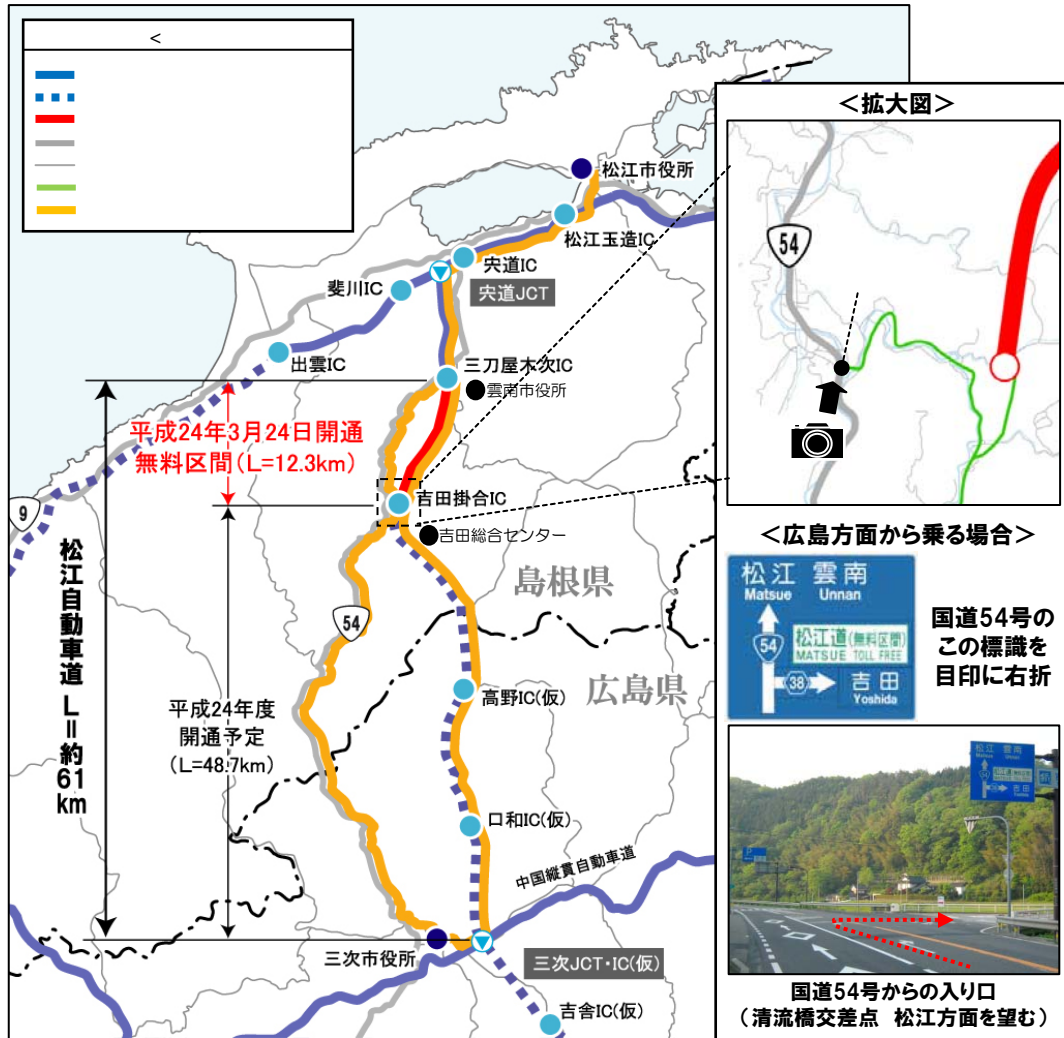 <
松江市役所
松江玉造IC
宍道IC
宍道JCT
斐川IC
出雲IC
三刀屋木次IC
雲南市役所
平成24年3月24日開通
無料区間(L=12.3km)
吉田掛合IC
吉田総合センター
9
松江自動車道 L=約61km
島根県
54
広島県
高野IC(仮)
平成24年度
開通予定
(L=48.7km)
口和IC(仮)
中国縦貫自動車道
三次市役所
三次JCT・IC(仮)
吉舎IC(仮)
<拡大図>
54
<広島方面から乗る場合>
松江 雲南
Matsue Unnan
54
松江道(無料区間)
MATSUE TOLL FREE
38
吉田
Yoshida
国道54号の
この標識を
目印に右折
松江 雲南
Matsue Unnan
吉田
P
国道54号からの入り口
(清流橋交差点 松江方面を望む)